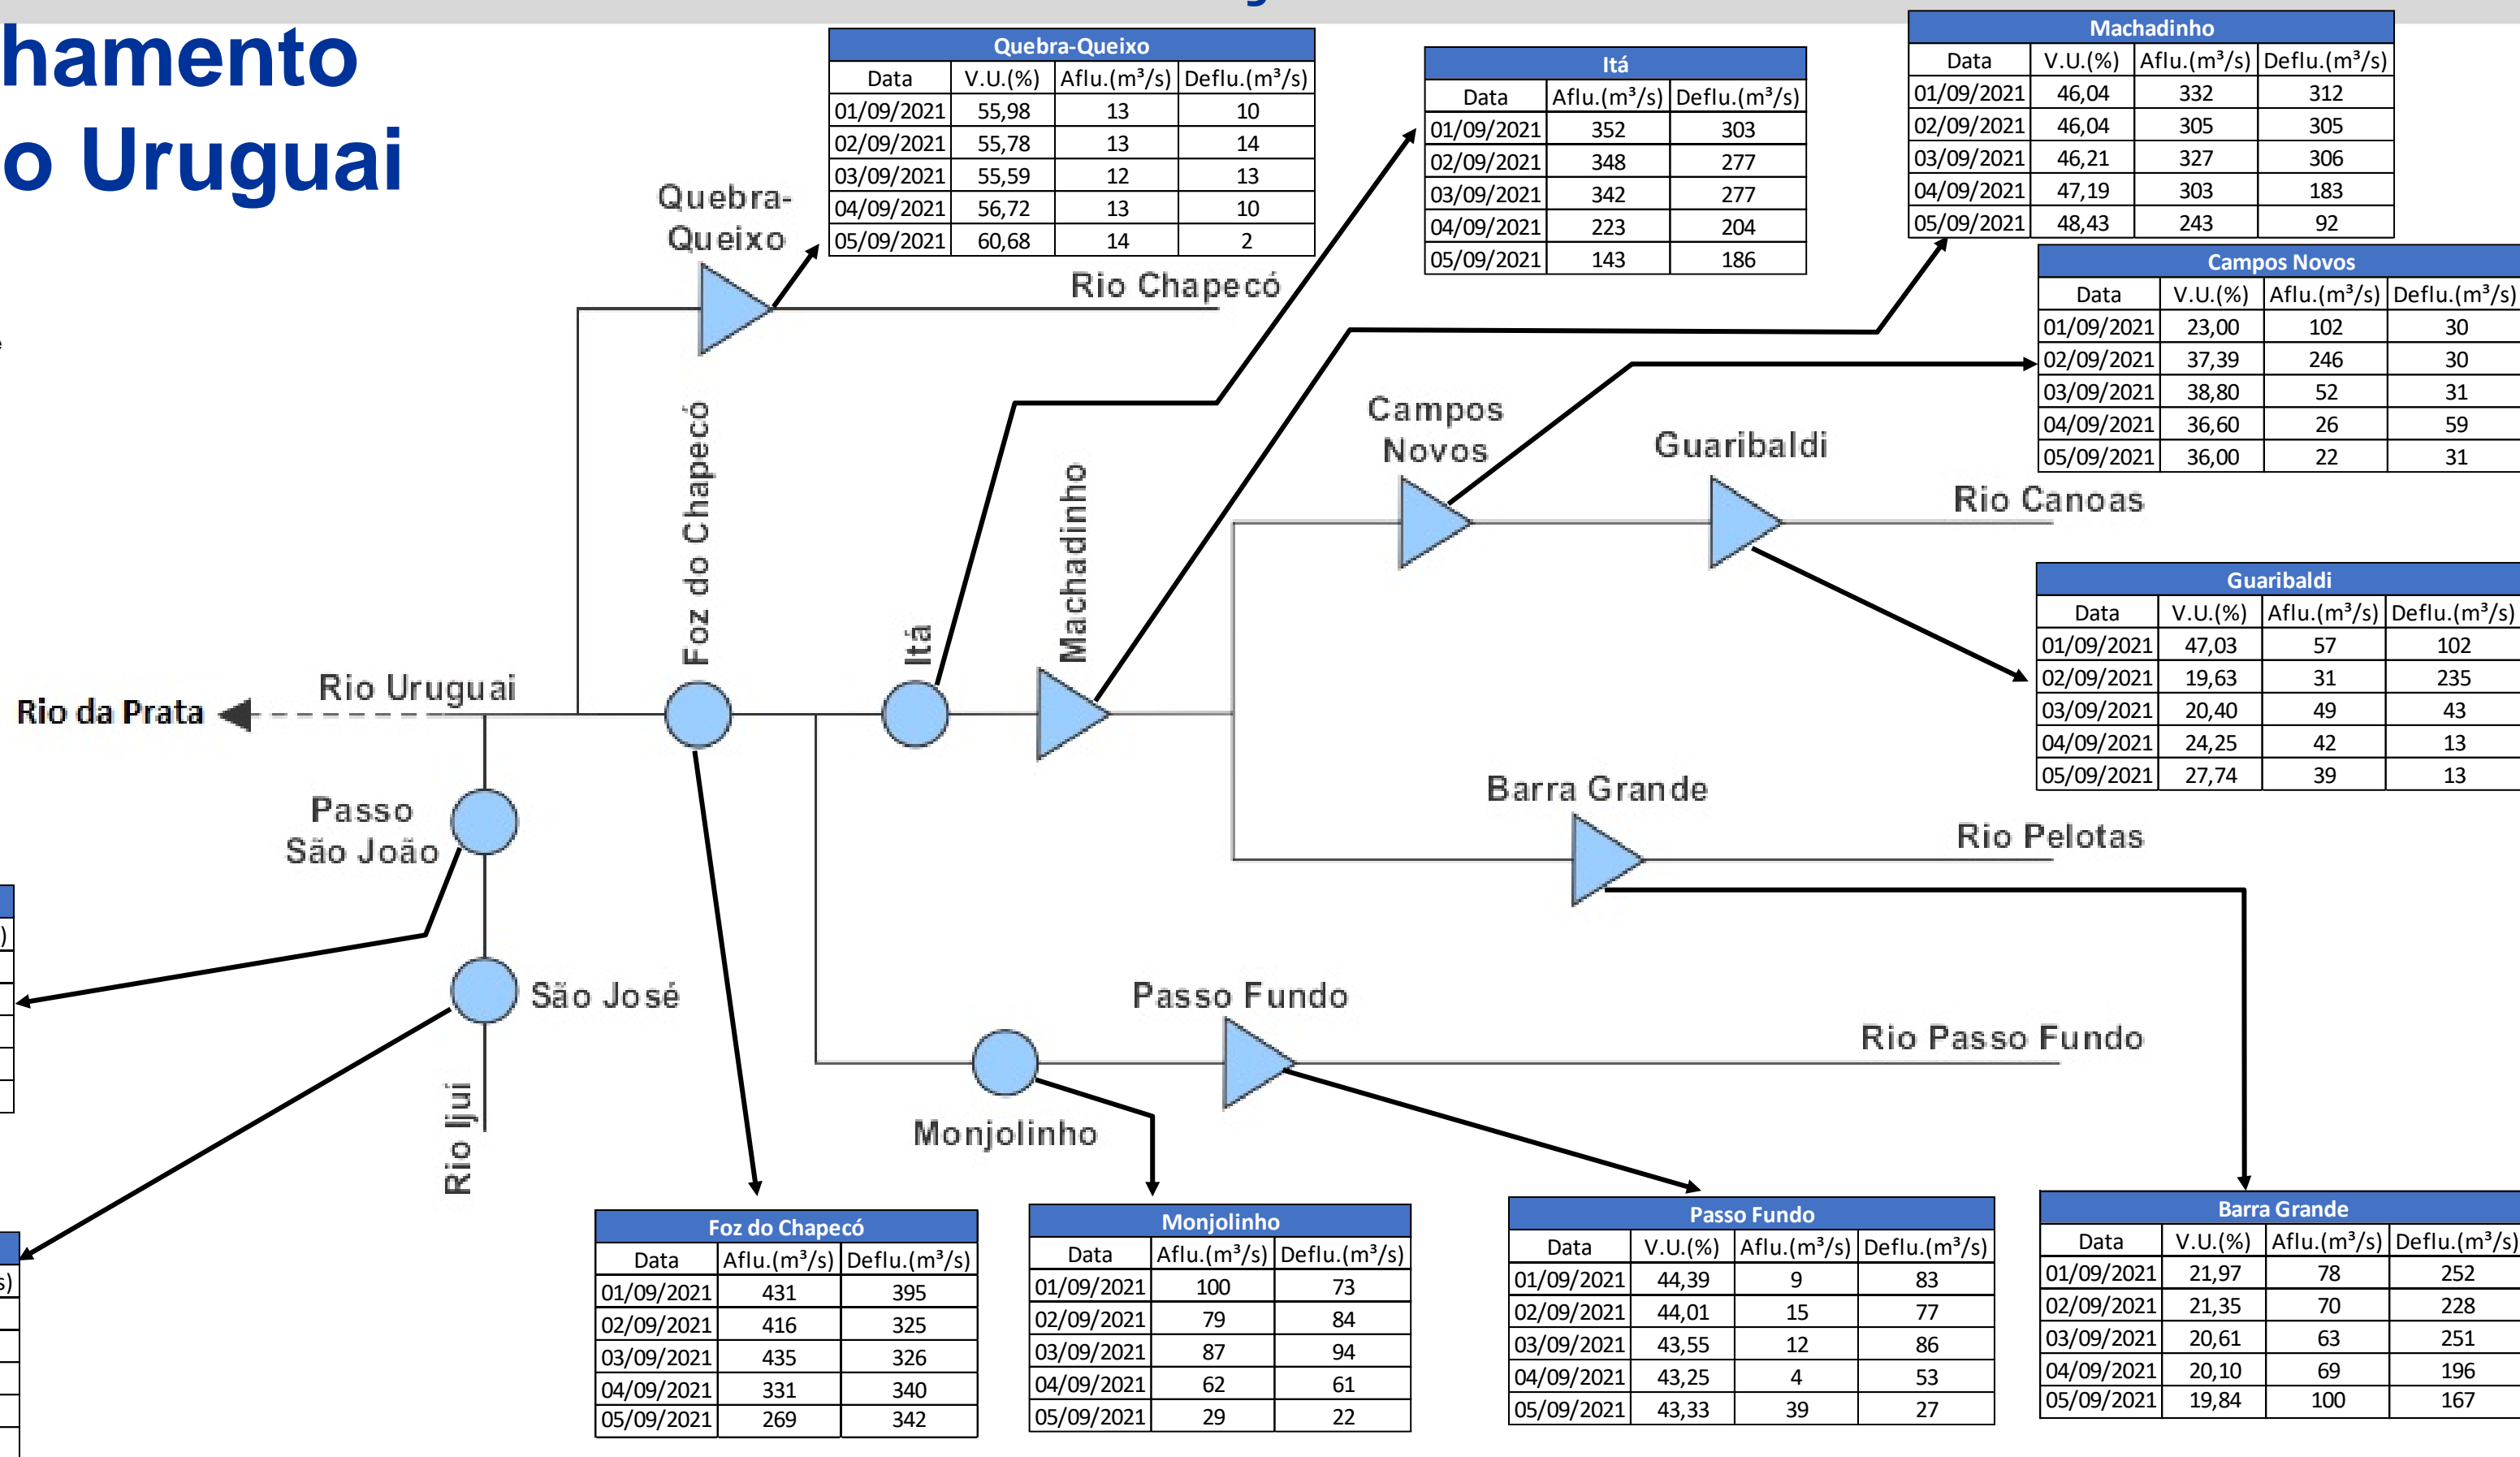 hamento
o Uruguai
Quebra-Queixo
Data V.U.(%) Aflu.(m³/s) Deflu.(m³/s)
01/09/2021 55,98 13 10
02/09/2021 55,78 13 14
03/09/2021 55,59 12 13
04/09/2021 56,72 13 10
05/09/2021 60,68 14 2
Itá
Data Aflu.(m³/s) Deflu.(m³/s)
01/09/2021 352 303
02/09/2021 348 277
03/09/2021 342 277
04/09/2021 223 204
05/09/2021 143 186
Machadinho
Data V.U.(%) Aflu.(m³/s) Deflu.(m³/s)
01/09/2021 46,04 332 312
02/09/2021 46,04 305 305
03/09/2021 46,21 327 306
04/09/2021 47,19 303 183
05/09/2021 48,43 243 92
Campos Novos
Data V.U.(%) Aflu.(m³/s) Deflu.(m³/s)
01/09/2021 23,00 102 30
02/09/2021 37,39 246 30
03/09/2021 38,80 52 31
04/09/2021 36,60 26 59
05/09/2021 36,00 22 31
Quebra-
Queixo
Rio Chapecó
Foz do Chapecó
Itá
Machadinho
Campos
Novos
Guaribaldi
Rio Canoas
Guaribaldi
Data V.U.(%) Aflu.(m³/s) Deflu.(m³/s)
01/09/2021 47,03 57 102
02/09/2021 19,63 31 235
03/09/2021 20,40 49 43
04/09/2021 24,25 42 13
05/09/2021 27,74 39 13
Rio da Prata
Rio Uruguai
Passo
São João
São José
Rio Ijui
Barra Grande
Rio Pelotas
Passo Fundo
Rio Passo Fundo
Monjolinho
)
s)
Foz do Chapecó
Data Aflu.(m³/s) Deflu.(m³/s)
01/09/2021 431 395
02/09/2021 416 325
03/09/2021 435 326
04/09/2021 331 340
05/09/2021 269 342
Monjolinho
Data Aflu.(m³/s) Deflu.(m³/s)
01/09/2021 100 73
02/09/2021 79 84
03/09/2021 87 94
04/09/2021 62 61
05/09/2021 29 22
Passo Fundo
Data V.U.(%) Aflu.(m³/s) Deflu.(m³/s)
01/09/2021 44,39 9 83
02/09/2021 44,01 15 77
03/09/2021 43,55 12 86
04/09/2021 43,25 4 53
05/09/2021 43,33 39 27
Barra Grande
Data V.U.(%) Aflu.(m³/s) Deflu.(m³/s)
01/09/2021 21,97 78 252
02/09/2021 21,35 70 228
03/09/2021 20,61 63 251
04/09/2021 20,10 69 196
05/09/2021 19,84 100 167